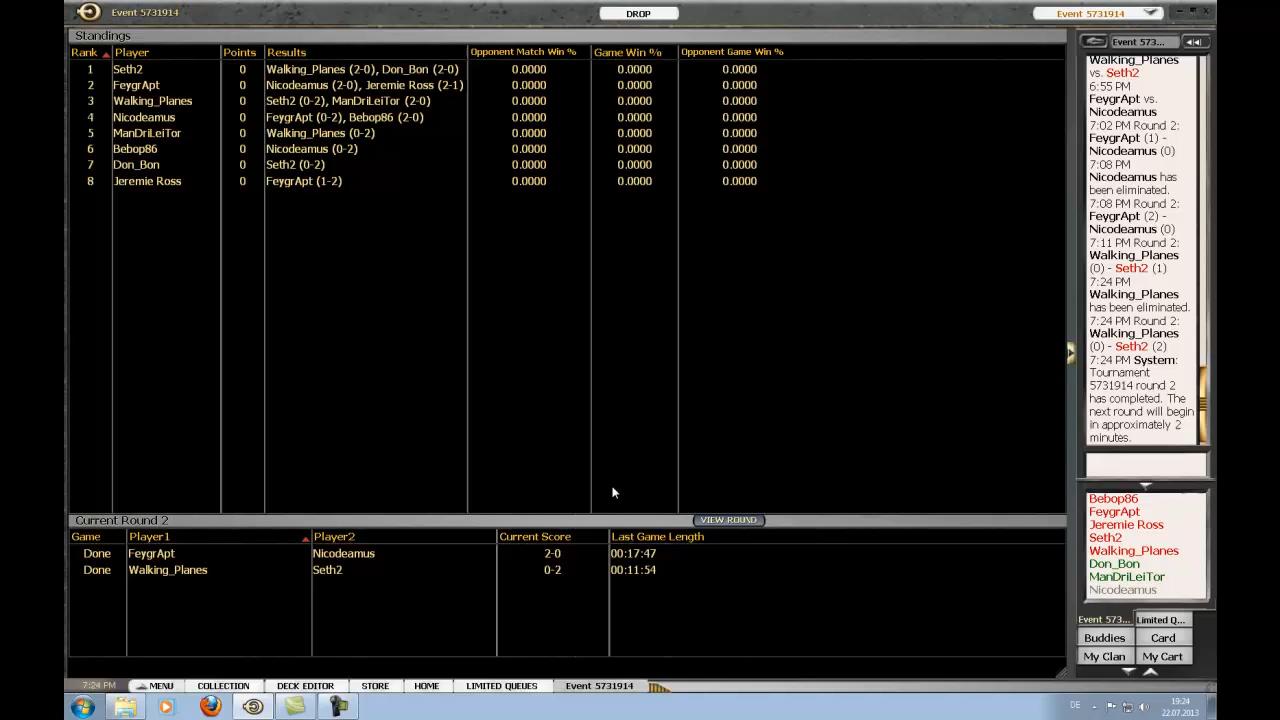 Event 5731914
DROP
Event 5731914
Standings
Rank Player Points Results Opponent Match Win % Game Win % Opponent Game Win %
1 Seth2 0 Walking_Planes (2-0), Don_Bon (2-0) 0.0000 0.0000 0.0000
2 FeygrApt 0 Nicodeamus (2-0), Jeremie Ross (2-1) 0.0000 0.0000 0.0000
3 Walking_Planes 0 Seth2 (0-2), ManDriLeiTor (2-0) 0.0000 0.0000 0.0000
4 Nicodeamus 0 FeygrApt (0-2), Bebop86 (2-0) 0.0000 0.0000 0.0000
5 ManDriLeiTor 0 Walking_Planes (0-2) 0.0000 0.0000 0.0000
6 Bebop86 0 Nicodeamus (0-2) 0.0000 0.0000 0.0000
7 Don_Bon 0 Seth2 (0-2) 0.0000 0.0000 0.0000
8 Jeremie Ross 0 FeygrApt (1-2) 0.0000 0.0000 0.0000
Current Round 2
VIEW ROUND
Game Player1 Player2 Current Score Last Game Length
Done FeygrApt Nicodeamus 2-0 00:17:47
Done Walking_Planes Seth2 0-2 00:11:54
Event 573...
Walking_Planes
vs. Seth2
6:55 PM
FeygrApt vs.
Nicodeamus
7:02 PM Round 2:
FeygrApt (1) -
Nicodeamus (0)
7:08 PM
Nicodeamus has
been eliminated.
7:08 PM Round 2:
FeygrApt (2) -
Nicodeamus (0)
7:11 PM Round 2:
Walking_Planes
(0) - Seth2 (1)
7:24 PM
Walking_Planes
has been eliminated.
7:24 PM Round 2:
Walking_Planes
(0) - Seth2 (2)
7:24 PM System:
Tournament
5731914 round 2
has completed. The
next round will begin
in approximately 2
minutes.
Bebop86
FeygrApt
Jeremie Ross
Seth2
Walking_Planes
Don_Bon
ManDriLeiTor
Nicodeamus
Event 573... Limited Q...
Buddies Card
My Clan My Cart
7:24 PM MENU COLLECTION DECK EDITOR STORE HOME LIMITED QUEUES Event 5731914
DE 19:24
22.07.2013